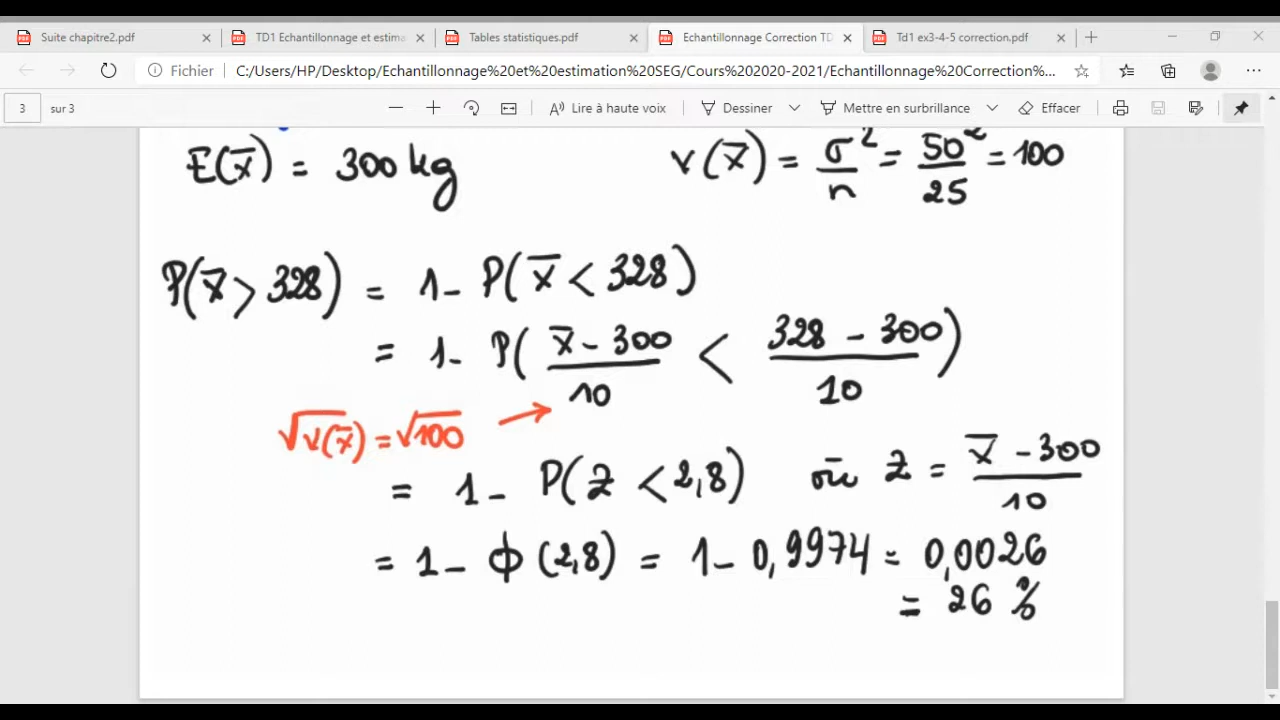 Suite chapitre2.pdf TD1 Echantillonnage et estima Tables statistiques.pdf Echantillonnage Correction TD Td1 ex3-4-5 correction.pdf
Fichier C:/Users/HP/Desktop/Echantillonnage%20et%20estimation%20SEG/Cours%202020-2021/Echantillonnage%20Correction%...
3 sur 3 Lire à haute voix Dessiner Mettre en surbrillance Effacer
E(x̄) = 300 kg V(x̄) = σ²/n = 50²/25 = 100
P(x̄ > 328) = 1 - P(x̄ < 328)
= 1 - P((x̄ - 300)/10 < (328 - 300)/10)
√V(x̄) = √100 →
= 1 - P(Z < 2,8) où Z = (x̄ - 300)/10
= 1 - Φ(2,8) = 1 - 0,9974 = 0,0026
= 26 %